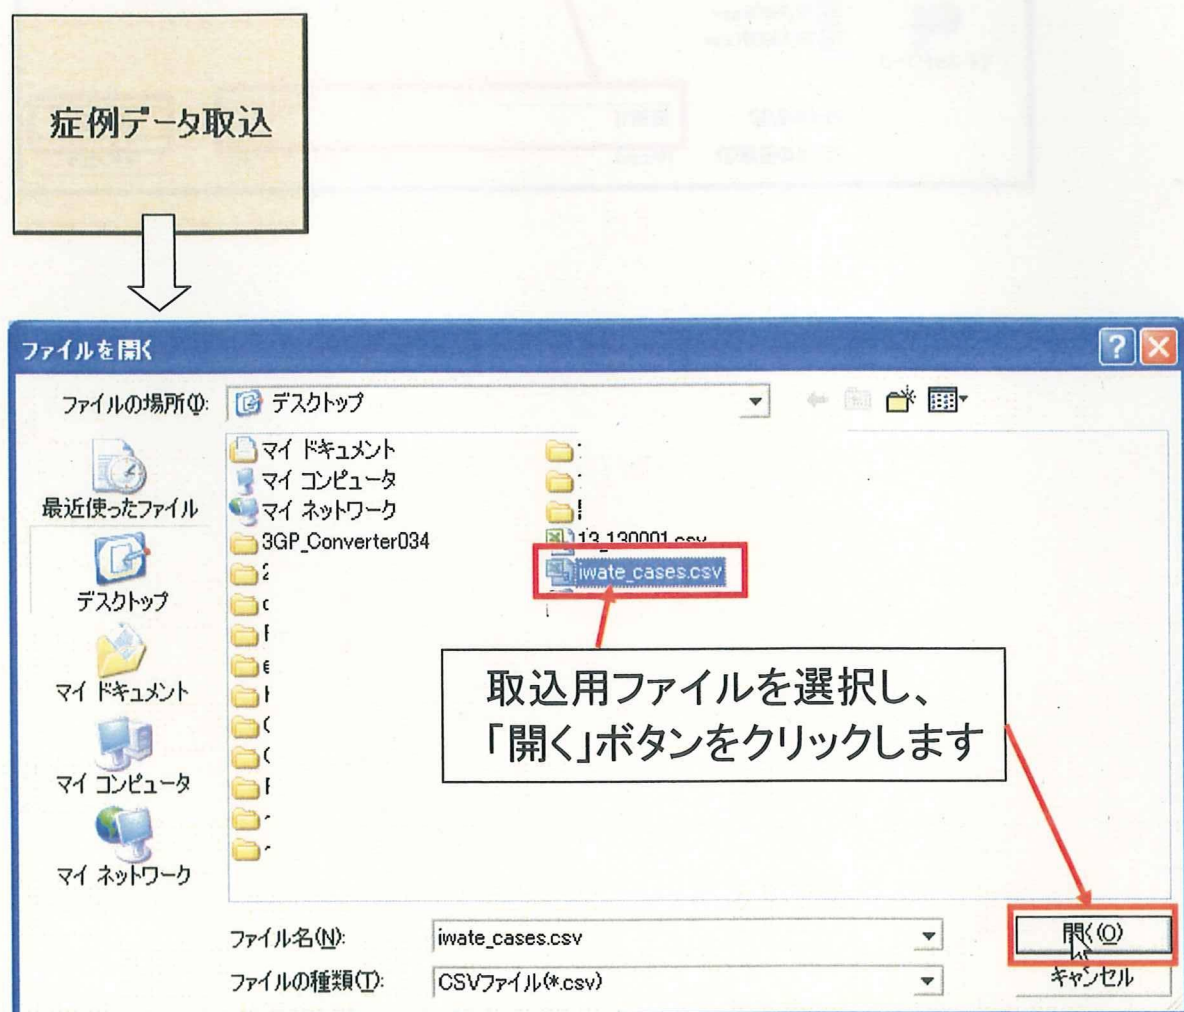 症例データ取込
ファイルを開く
ファイルの場所(I):
デスクトップ
最近使ったファイル
デスクトップ
マイ ドキュメント
マイ コンピュータ
マイ ネットワーク
マイ ドキュメント
マイ コンピュータ
マイ ネットワーク
3GP_Converter034
13_130001.csv
iwate_cases.csv
取込用ファイルを選択し、
「開く」ボタンをクリックします
ファイル名(N):
iwate_cases.csv
開く(O)
ファイルの種類(T):
CSVファイル(*.csv)
キャンセル